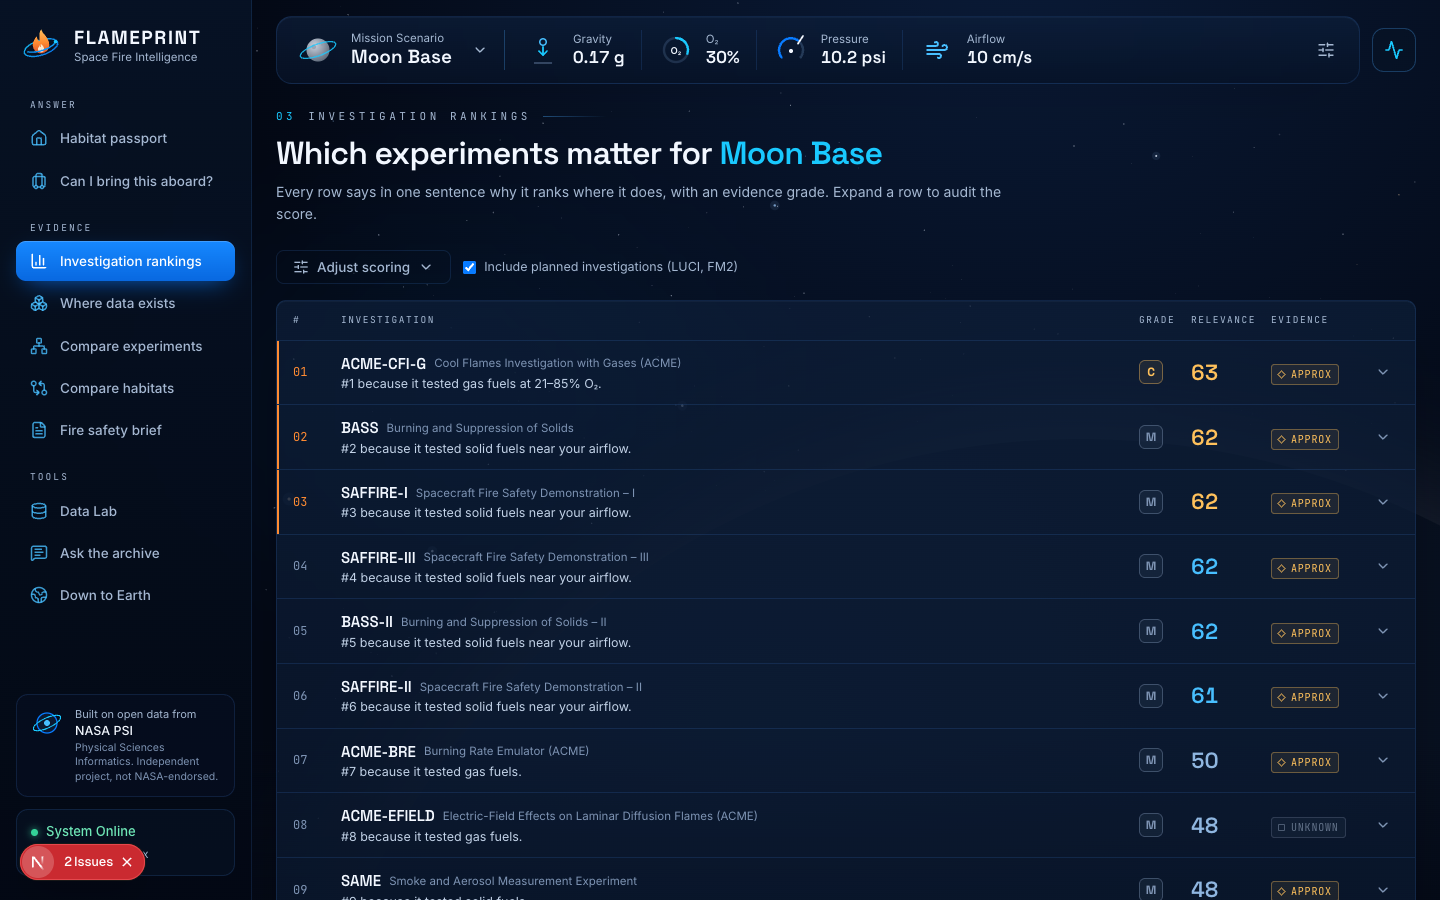 FLAMEPRINT
Space Fire Intelligence
ANSWER
Habitat passport
Can I bring this aboard?
EVIDENCE
Investigation rankings
Where data exists
Compare experiments
Compare habitats
Fire safety brief
TOOLS
Data Lab
Ask the archive
Down to Earth
Built on open data from
NASA PSI
Physical Sciences
Informatics. Independent
project, not NASA-endorsed.
System Online
x
N 2 Issues
Mission Scenario
Moon Base
Gravity
0.17 g
O₂
O₂
30%
Pressure
10.2 psi
Airflow
10 cm/s
03 INVESTIGATION RANKINGS
Which experiments matter for Moon Base
Every row says in one sentence why it ranks where it does, with an evidence grade. Expand a row to audit the
score.
Adjust scoring
Include planned investigations (LUCI, FM2)
# INVESTIGATION GRADE RELEVANCE EVIDENCE
01 ACME-CFI-G Cool Flames Investigation with Gases (ACME) C 63 APPROX
#1 because it tested gas fuels at 21–85% O₂.
02 BASS Burning and Suppression of Solids M 62 APPROX
#2 because it tested solid fuels near your airflow.
03 SAFFIRE-I Spacecraft Fire Safety Demonstration – I M 62 APPROX
#3 because it tested solid fuels near your airflow.
04 SAFFIRE-III Spacecraft Fire Safety Demonstration – III M 62 APPROX
#4 because it tested solid fuels near your airflow.
05 BASS-II Burning and Suppression of Solids – II M 62 APPROX
#5 because it tested solid fuels near your airflow.
06 SAFFIRE-II Spacecraft Fire Safety Demonstration – II M 61 APPROX
#6 because it tested solid fuels near your airflow.
07 ACME-BRE Burning Rate Emulator (ACME) M 50 APPROX
#7 because it tested gas fuels.
08 ACME-EFIELD Electric-Field Effects on Laminar Diffusion Flames (ACME) M 48 UNKNOWN
#8 because it tested gas fuels.
09 SAME Smoke and Aerosol Measurement Experiment M 48 APPROX
#9 because it tested solid fuels.